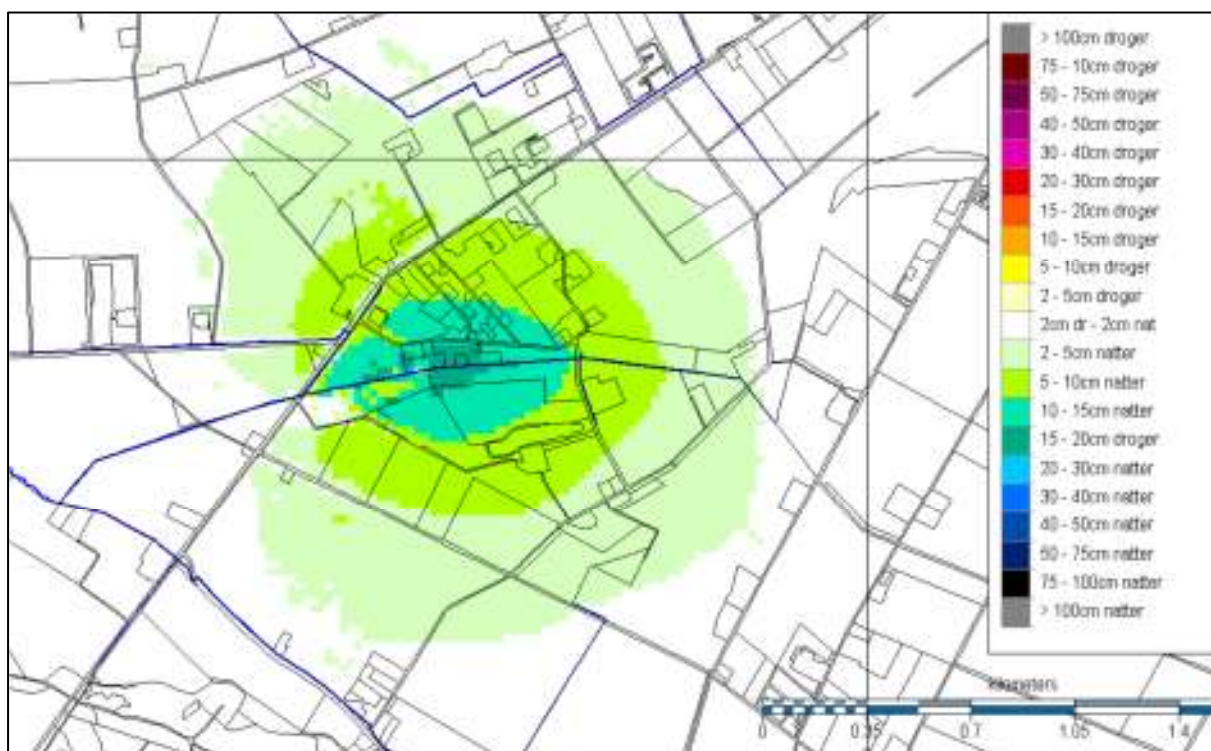 > 100cm droger
75 - 10cm droger
50 - 75cm droger
40 - 50cm droger
30 - 40cm droger
20 - 30cm droger
15 - 20cm droger
10 - 15cm droger
5 - 10cm droger
2 - 5cm droger
2cm dr - 2cm nat
2 - 5cm natter
5 - 10cm natter
10 - 15cm natter
15 - 20cm droger
20 - 30cm natter
30 - 40cm natter
40 - 50cm natter
50 - 75cm natter
75 - 100cm natter
> 100cm natter
kilometers
0 0.35 0.7 1.05 1.4